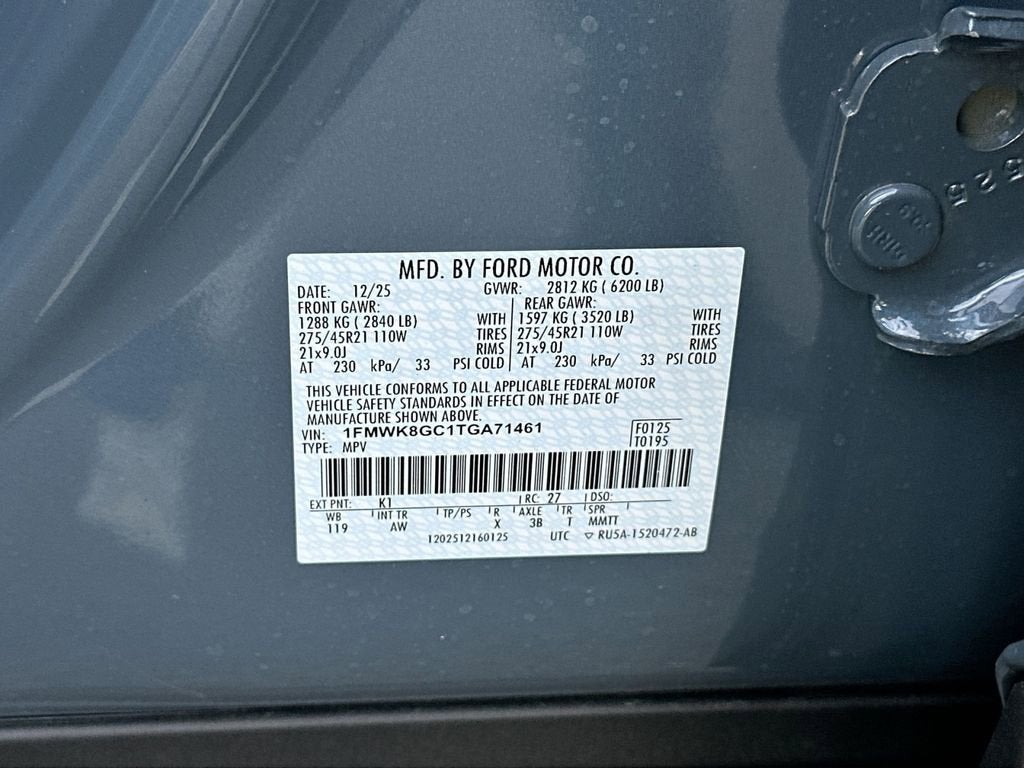 MFD. BY FORD MOTOR CO.
DATE: 12/25 GVWR: 2812 KG ( 6200 LB)
FRONT GAWR: REAR GAWR:
1288 KG ( 2840 LB) WITH 1597 KG ( 3520 LB) WITH
275/45R21 110W TIRES 275/45R21 110W TIRES
21x9.0J RIMS 21x9.0J RIMS
AT 230 kPa/ 33 PSI COLD AT 230 kPa/ 33 PSI COLD
THIS VEHICLE CONFORMS TO ALL APPLICABLE FEDERAL MOTOR
VEHICLE SAFETY STANDARDS IN EFFECT ON THE DATE OF
MANUFACTURE SHOWN ABOVE.
VIN: 1FMWK8GC1TGA71461 F0125
TYPE: MPV T0195
EXT PNT: K1 RC: 27 DSO:
WB INT TR TP/PS R AXLE TR SPR
119 AW X 3B T MMTT
1202512160125 UTC ▽ RU5A-1520472-AB
525